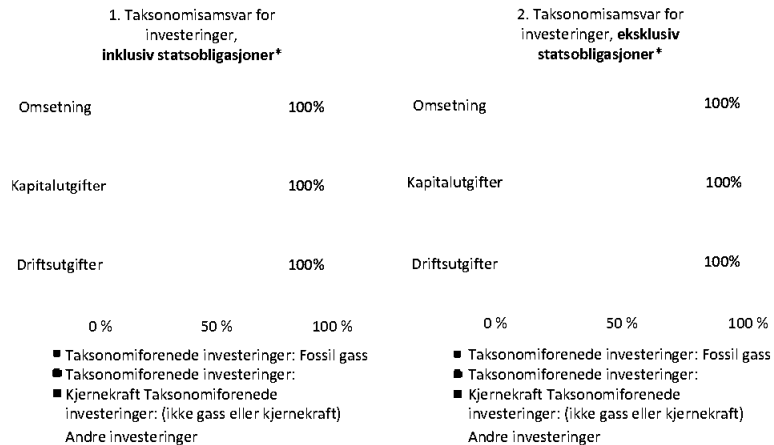 1. Taksonomisamsvar for
investeringer,
inklusiv statsobligasjoner*
Omsetning 100%
Kapitalutgifter 100%
Driftsutgifter 100%
0 % 50 % 100 %
Taksonomiforenede investeringer: Fossil gass
Taksonomiforenede investeringer:
Kjernekraft Taksonomiforenede
investeringer: (ikke gass eller kjernekraft)
Andre investeringer
2. Taksonomisamsvar for
investeringer, eksklusiv
statsobligasjoner*
Omsetning 100%
Kapitalutgifter 100%
Driftsutgifter 100%
0 % 50 % 100 %
Taksonomiforenede investeringer: Fossil gass
Taksonomiforenede investeringer:
Kjernekraft Taksonomiforenede
investeringer: (ikke gass eller kjernekraft)
Andre investeringer